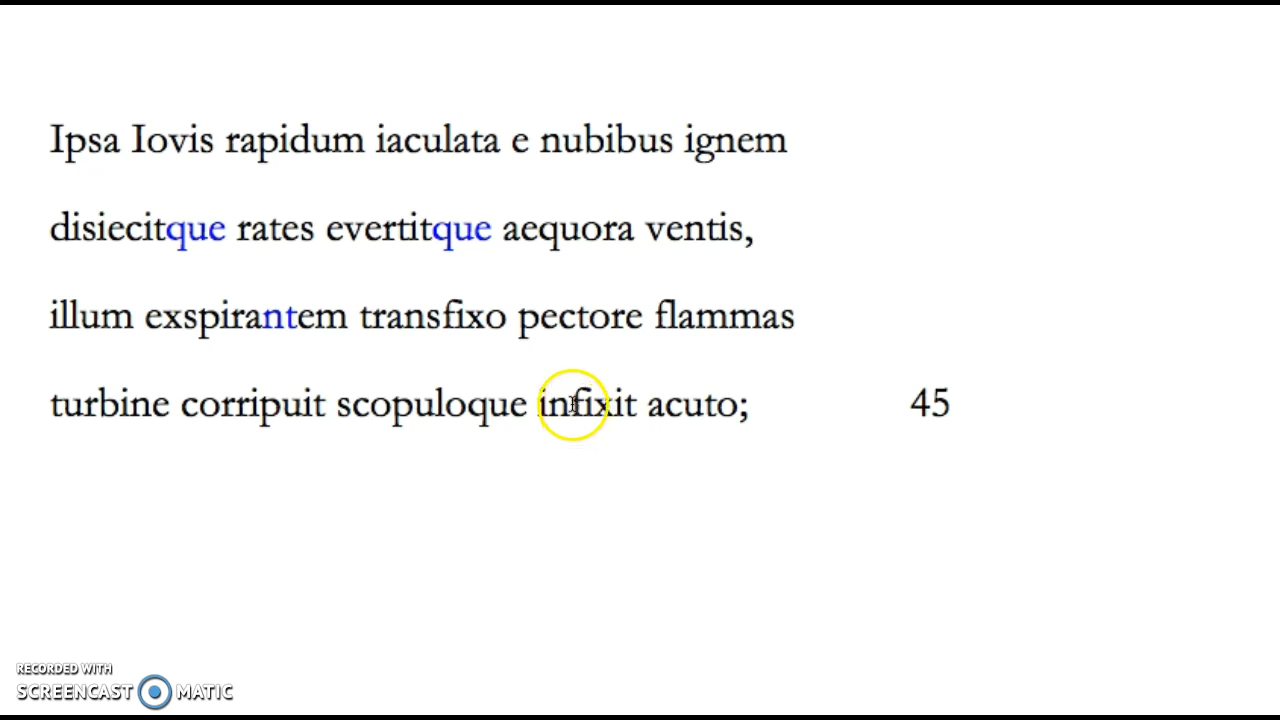 Ipsa Iovis rapidum iaculata e nubibus ignem
disiecitque rates evertitque aequora ventis,
illum exspirantem transfixo pectore flammas
turbine corripuit scopuloque infixit acuto; 45
RECORDED WITH
SCREENCAST MATIC